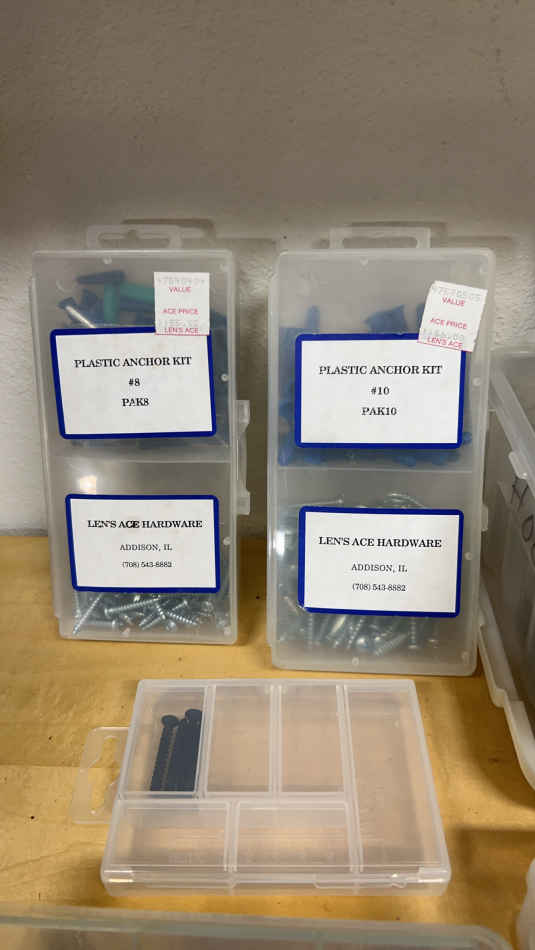 VALUE
ACE PRICE
LEN'S ACE
PLASTIC ANCHOR KIT
#8
PAK8
LEN'S ACE HARDWARE
ADDISON, IL
(708) 543-8882
VALUE
ACE PRICE
LEN'S ACE
PLASTIC ANCHOR KIT
#10
PAK10
LEN'S ACE HARDWARE
ADDISON, IL
(708) 543-8882